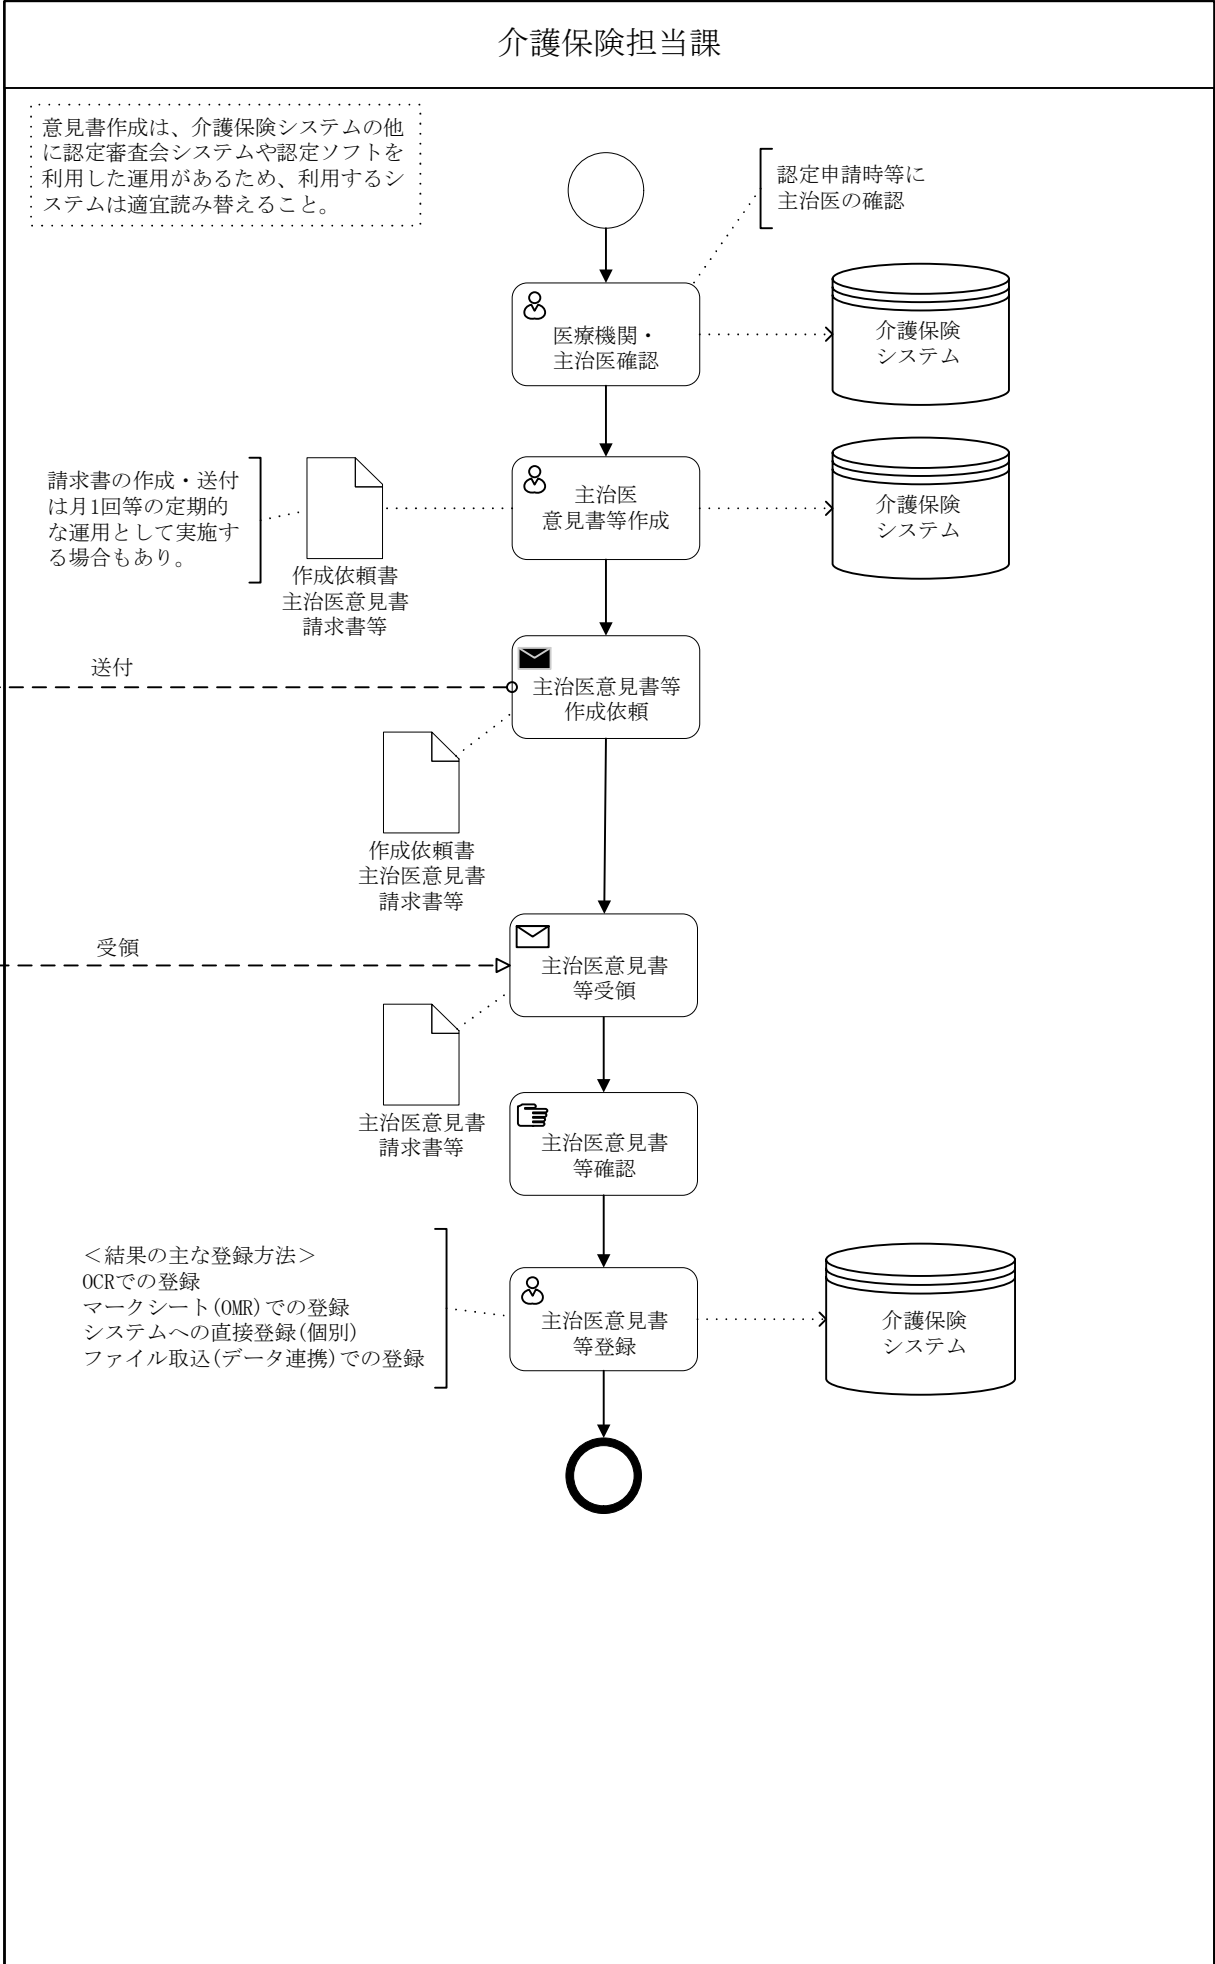 介護保険担当課
意見書作成は、介護保険システムの他
に認定審査会システムや認定ソフトを
利用した運用があるため、利用するシ
ステムは適宜読み替えること。
認定申請時等に
主治医の確認
医療機関・
主治医確認
介護保険
システム
請求書の作成・送付
は月1回等の定期的
な運用として実施す
る場合もあり。
作成依頼書
主治医意見書
請求書等
主治医
意見書等作成
介護保険
システム
送付
主治医意見書等
作成依頼
作成依頼書
主治医意見書
請求書等
受領
主治医意見書
等受領
主治医意見書
請求書等
主治医意見書
等確認
＜結果の主な登録方法＞
OCRでの登録
マークシート(OMR)での登録
システムへの直接登録(個別)
ファイル取込(データ連携)での登録
主治医意見書
等登録
介護保険
システム